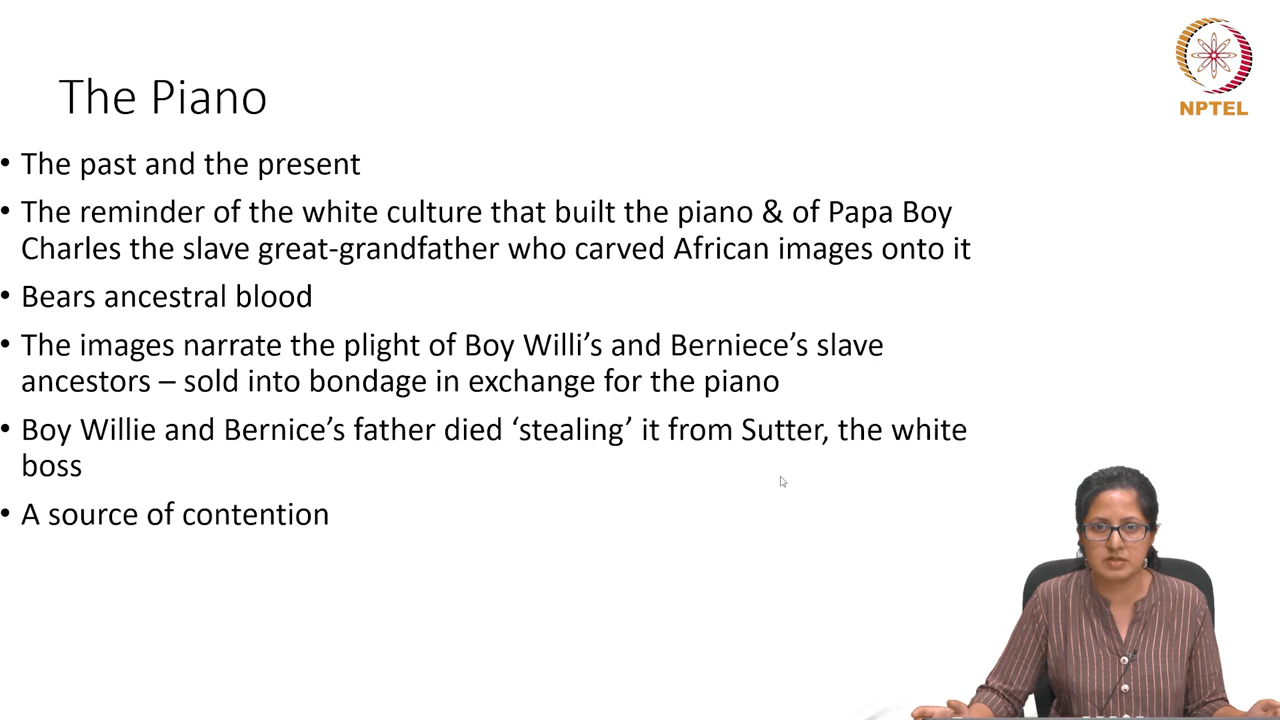 The Piano
NPTEL
• The past and the present
• The reminder of the white culture that built the piano & of Papa Boy
Charles the slave great-grandfather who carved African images onto it
• Bears ancestral blood
• The images narrate the plight of Boy Willi’s and Berniece’s slave
ancestors – sold into bondage in exchange for the piano
• Boy Willie and Bernice’s father died ‘stealing’ it from Sutter, the white
boss
• A source of contention